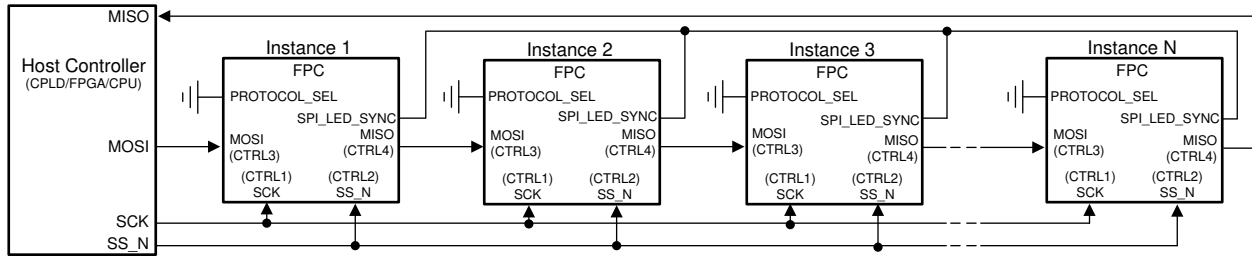 MISO
Host Controller
(CPLD/FPGA/CPU)
MOSI
SCK
SS_N
Instance 1
FPC
PROTOCOL_SEL
SPI_LED_SYNC
MOSI
(CTRL3)
MISO
(CTRL4)
(CTRL1)
SCK
(CTRL2)
SS_N
Instance 2
FPC
PROTOCOL_SEL
SPI_LED_SYNC
MOSI
(CTRL3)
MISO
(CTRL4)
(CTRL1)
SCK
(CTRL2)
SS_N
Instance 3
FPC
PROTOCOL_SEL
SPI_LED_SYNC
MOSI
(CTRL3)
MISO
(CTRL4)
(CTRL1)
SCK
(CTRL2)
SS_N
Instance N
FPC
PROTOCOL_SEL
SPI_LED_SYNC
MOSI
(CTRL3)
MISO
(CTRL4)
(CTRL1)
SCK
(CTRL2)
SS_N